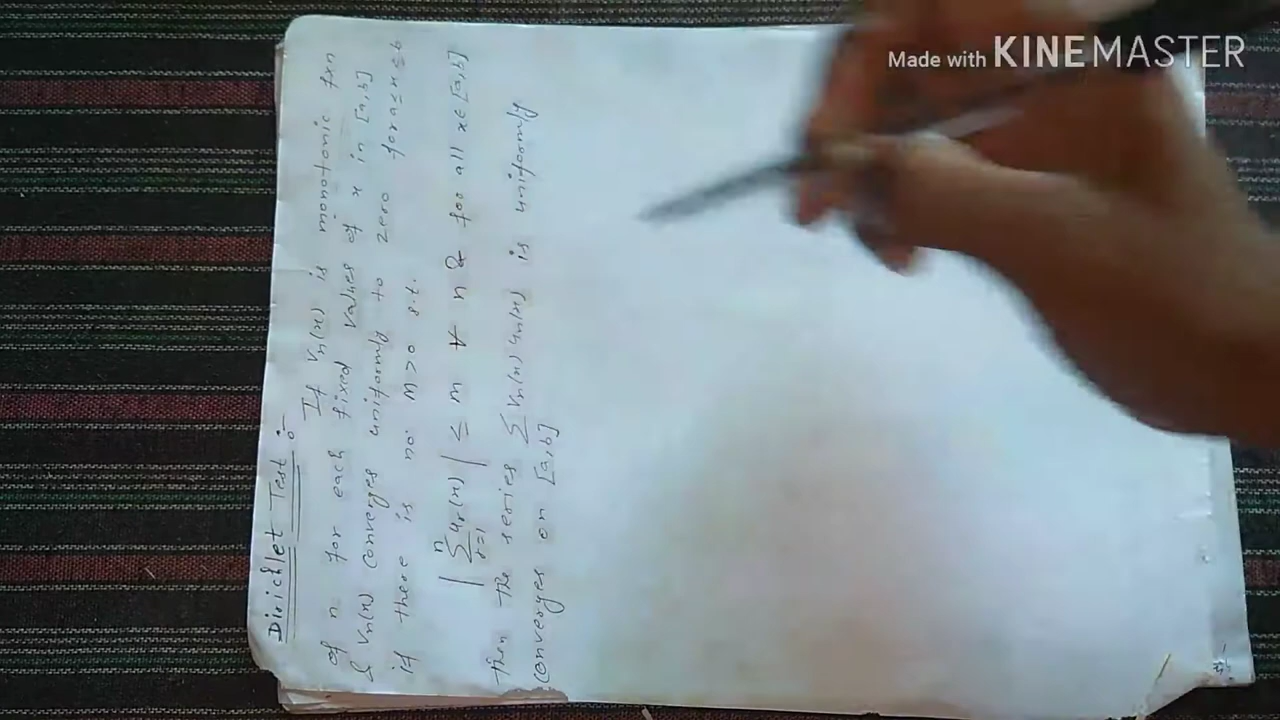 Made with KINEMASTER
Dirichlet Test :-
If Vn(x) is monotonic fxn
of n for each fixed values of x in [a,b]
& Vn(x) converges uniformly to zero for a ≤ x ≤ b
if there is no. M > 0 s.t.
| n∑r=1 ur(x) | ≤ M ∀ n & for all x ∈ [a,b]
Then the series ∑ Vn(x) un(x) is uniformly
converges on [a,b]